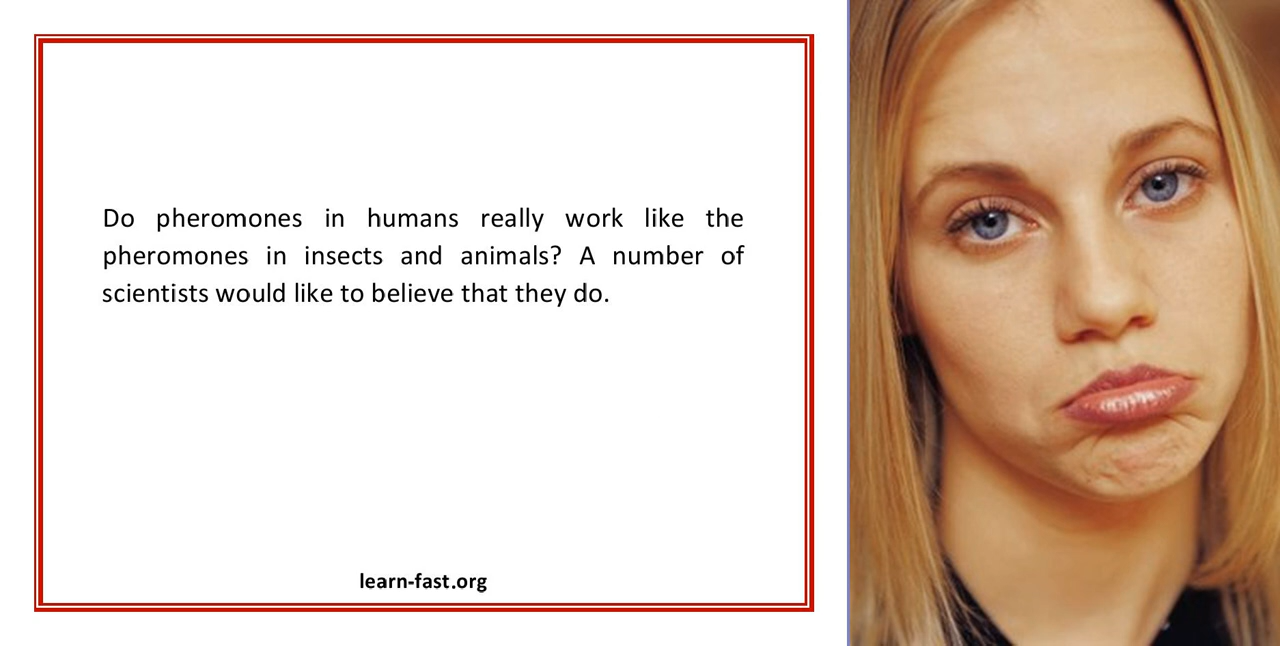 Do pheromones in humans really work like the
pheromones in insects and animals? A number of
scientists would like to believe that they do.
learn-fast.org